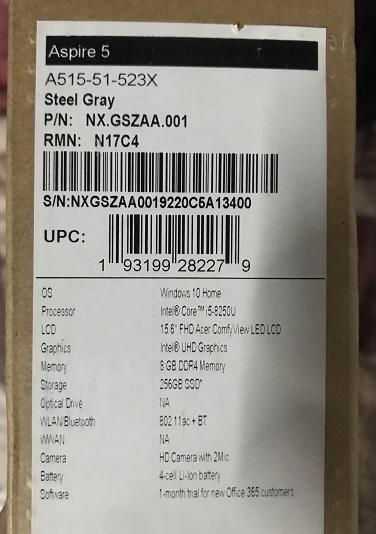 Aspire 5
A515-51-523X
Steel Gray
P/N: NX.GSZAA.001
RMN: N17C4
S/N:NXGSZAA0019220C5A13400
UPC:
1 93199 28227 9
OS : Windows 10 Home
Processor : Intel® Core™ i5-8250U
LCD : 15.6" FHD Acer ComfyView LED LCD
Graphics : Intel® UHD Graphics
Memory : 8 GB DDR4 Memory
Storage : 256GB SSD*
Optical Drive : NA
WLAN/Bluetooth : 802.11ac + BT
WWAN : NA
Camera : HD Camera with 2Mic
Battery : 4-cell Li-Ion battery
Software : 1-month trial for new Office 365 customers